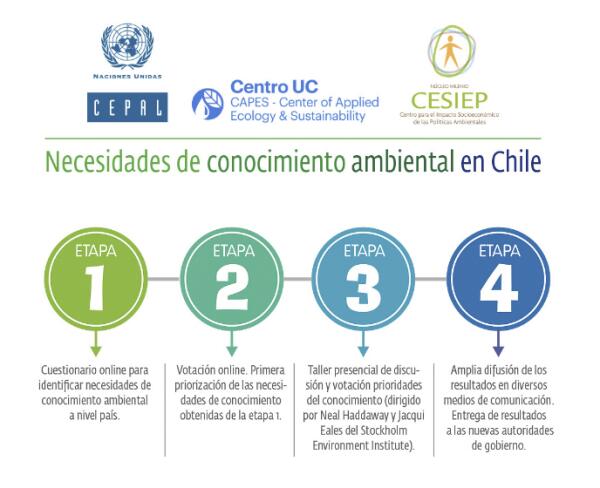 NACIONES UNIDAS
CEPAL
Centro UC
CAPES - Center of Applied
Ecology & Sustainability
NÚCLEO MILENIO
CESIEP
Centro para el Impacto Socioeconómico
de las Políticas Ambientales
Necesidades de conocimiento ambiental en Chile
ETAPA
1
Cuestionario online para
identificar necesidades de
conocimiento ambiental
a nivel país.
ETAPA
2
Votación online. Primera
priorización de las necesi-
dades de conocimiento
obtenidas de la etapa 1.
ETAPA
3
Taller presencial de discu-
sión y votación prioridades
del conocimiento (dirigido
por Neal Haddaway y Jacqui
Eales del Stockholm
Environment Institute).
ETAPA
4
Amplia difusión de los
resultados en diversos
medios de comunicación.
Entrega de resultados
a las nuevas autoridades
de gobierno.